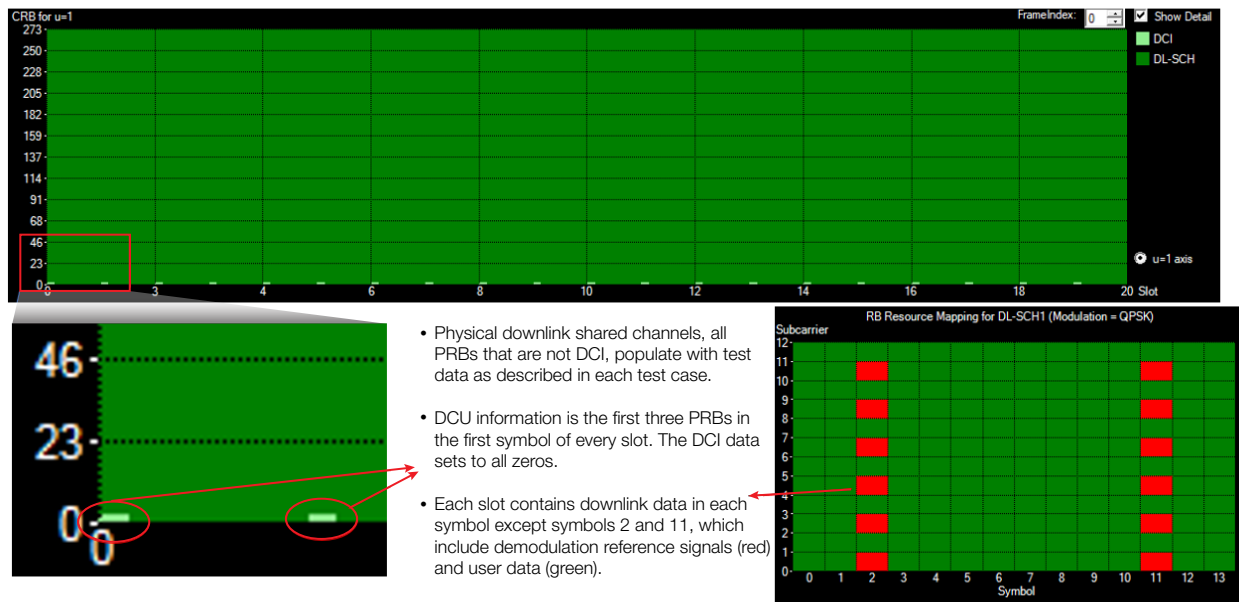 CRB for u=1
FrameIndex: 0 Show Detail
DCI
DL-SCH
273
250
228
205
182
159
137
114
91
68
46
23
0
u=1 axis
0 3 4 6 7 8 10 12 14 16 18 20 Slot
46
23
0
0
• Physical downlink shared channels, all
PRBs that are not DCI, populate with test
data as described in each test case.
• DCU information is the first three PRBs in
the first symbol of every slot. The DCI data
sets to all zeros.
• Each slot contains downlink data in each
symbol except symbols 2 and 11, which
include demodulation reference signals (red)
and user data (green).
RB Resource Mapping for DL-SCH1 (Modulation = QPSK)
Subcarrier
12
11
10
9
8
7
6
5
4
3
2
1
0
0 1 2 3 4 5 6 7 8 9 10 11 12 13
Symbol